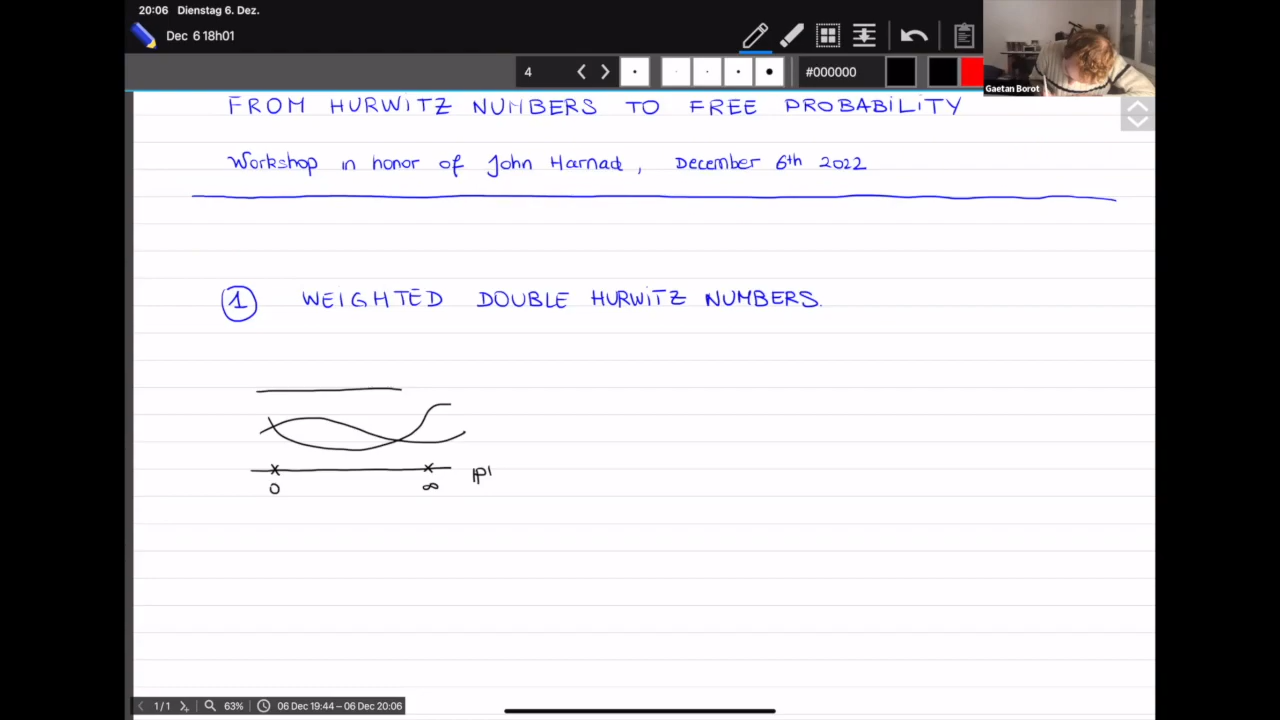 20:06 Dienstag 6. Dez.
Dec 6 18h01
4
#000000
Gaetan Borot
FROM HURWITZ NUMBERS TO FREE PROBABILITY
Workshop in honor of John Harnad, December 6th 2022
1 WEIGHTED DOUBLE HURWITZ NUMBERS.
0 ∞ ℙ¹
1/1 63% 06 Dec 19:44 – 06 Dec 20:06